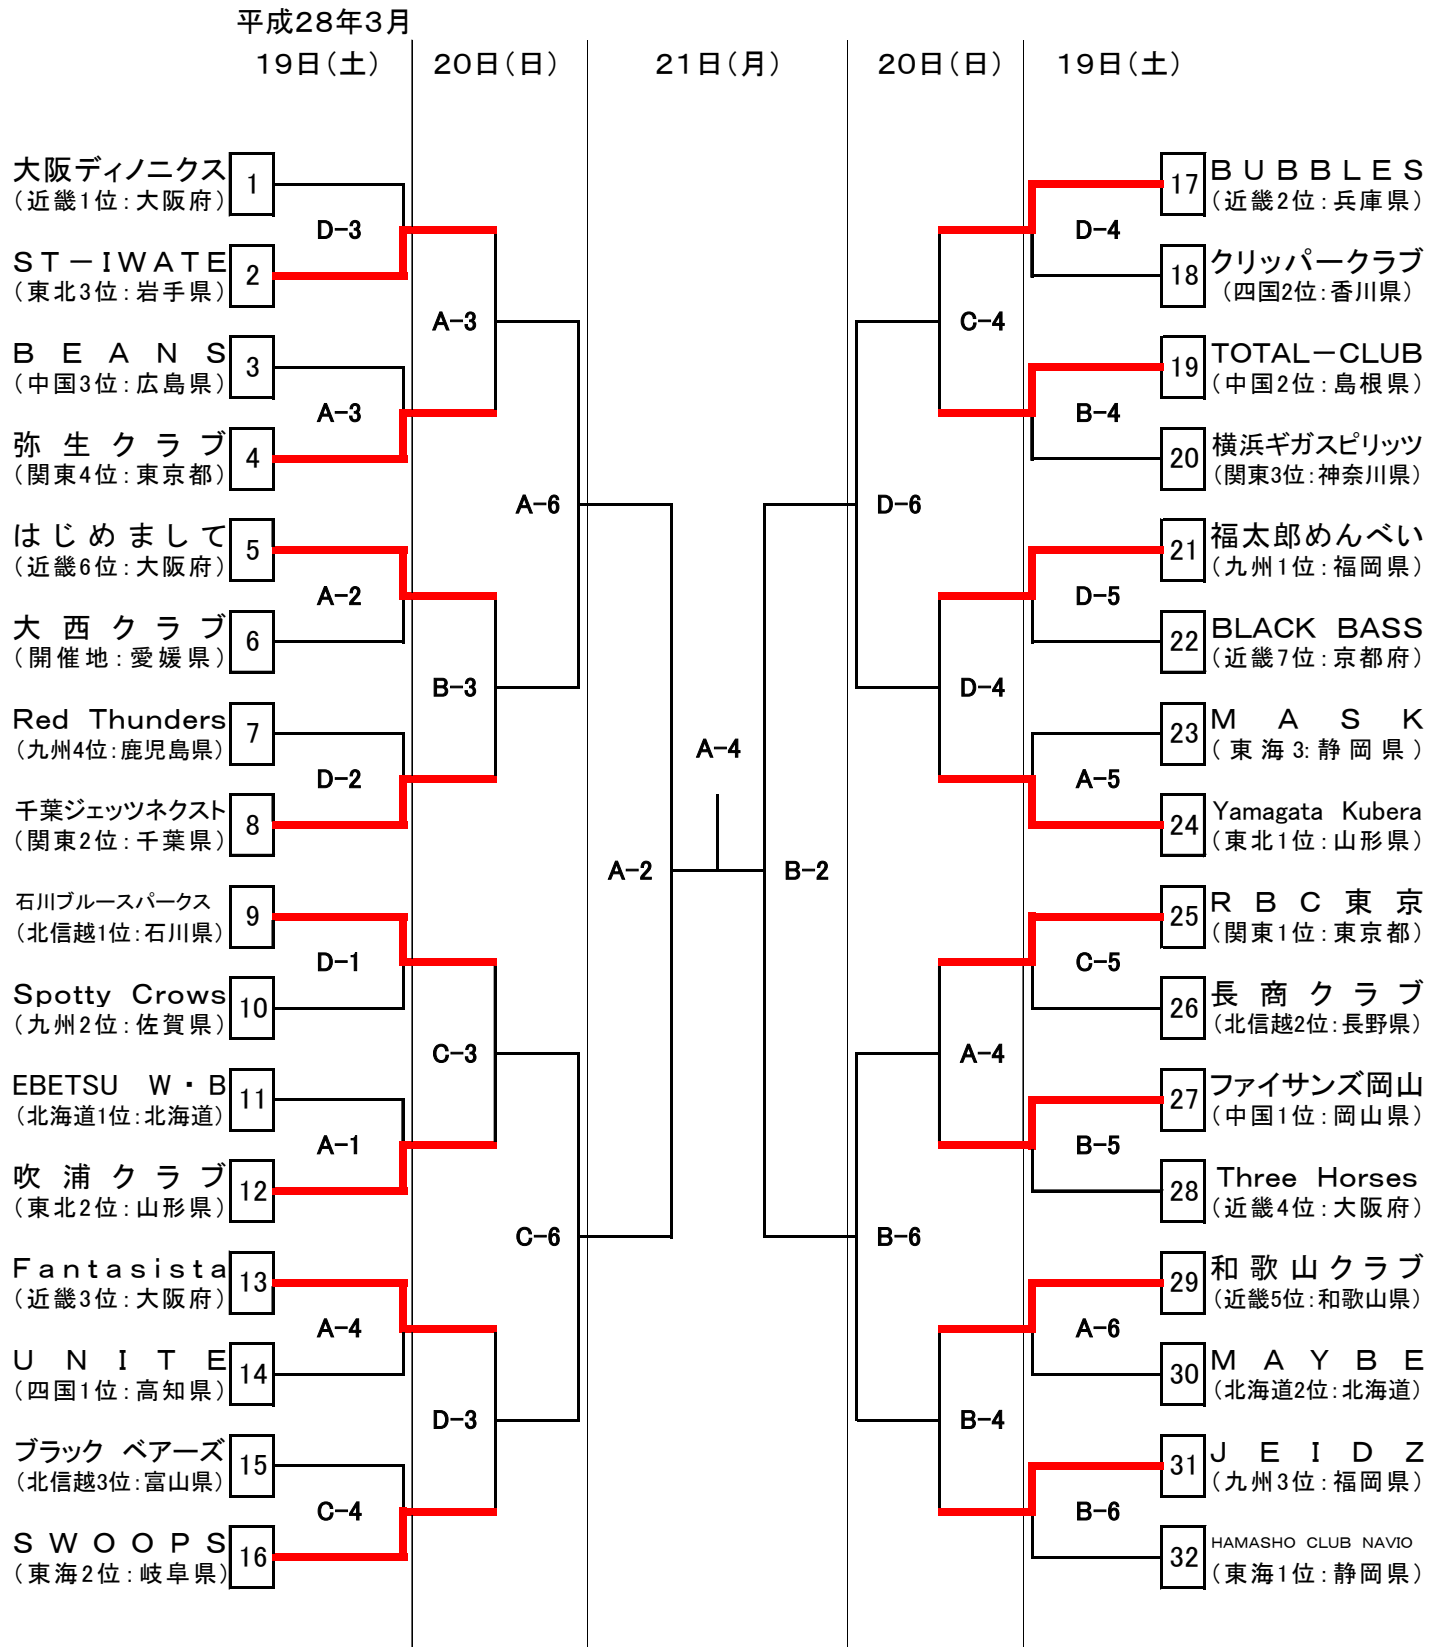 平成28年3月
19日(土)
20日(日)
21日(月)
20日(日)
19日(土)
大阪ディノニクス
(近畿1位:大阪府)
1
D-3
ST-IWATE
(東北3位:岩手県)
2
A-3
BEANS
(中国3位:広島県)
3
A-3
弥生クラブ
(関東4位:東京都)
4
A-6
はじめまして
(近畿6位:大阪府)
5
A-2
大西クラブ
(開催地:愛媛県)
6
B-3
Red Thunders
(九州4位:鹿児島県)
7
D-2
千葉ジェッツネクスト
(関東2位:千葉県)
8
A-2
石川ブルースパークス
(北信越1位:石川県)
9
D-1
Spotty Crows
(九州2位:佐賀県)
10
C-3
EBETSU W・B
(北海道1位:北海道)
11
A-1
吹浦クラブ
(東北2位:山形県)
12
C-6
Fantasista
(近畿3位:大阪府)
13
A-4
UNITE
(四国1位:高知県)
14
D-3
ブラック ベアーズ
(北信越3位:富山県)
15
C-4
SWOOPS
(東海2位:岐阜県)
16
A-4
B-2
17
BUBBLES
(近畿2位:兵庫県)
D-4
18
クリッパークラブ
(四国2位:香川県)
C-4
19
TOTAL-CLUB
(中国2位:島根県)
B-4
20
横浜ギガスピリッツ
(関東3位:神奈川県)
D-6
21
福太郎めんべい
(九州1位:福岡県)
D-5
22
BLACK BASS
(近畿7位:京都府)
D-4
23
MASK
(東海3:静岡県)
A-5
24
Yamagata Kubera
(東北1位:山形県)
25
RBC東京
(関東1位:東京都)
C-5
26
長商クラブ
(北信越2位:長野県)
A-4
27
ファイサンズ岡山
(中国1位:岡山県)
B-5
28
Three Horses
(近畿4位:大阪府)
B-6
29
和歌山クラブ
(近畿5位:和歌山県)
A-6
30
MAYBE
(北海道2位:北海道)
B-4
31
JEIDZ
(九州3位:福岡県)
B-6
32
HAMASHO CLUB NAVIO
(東海1位:静岡県)